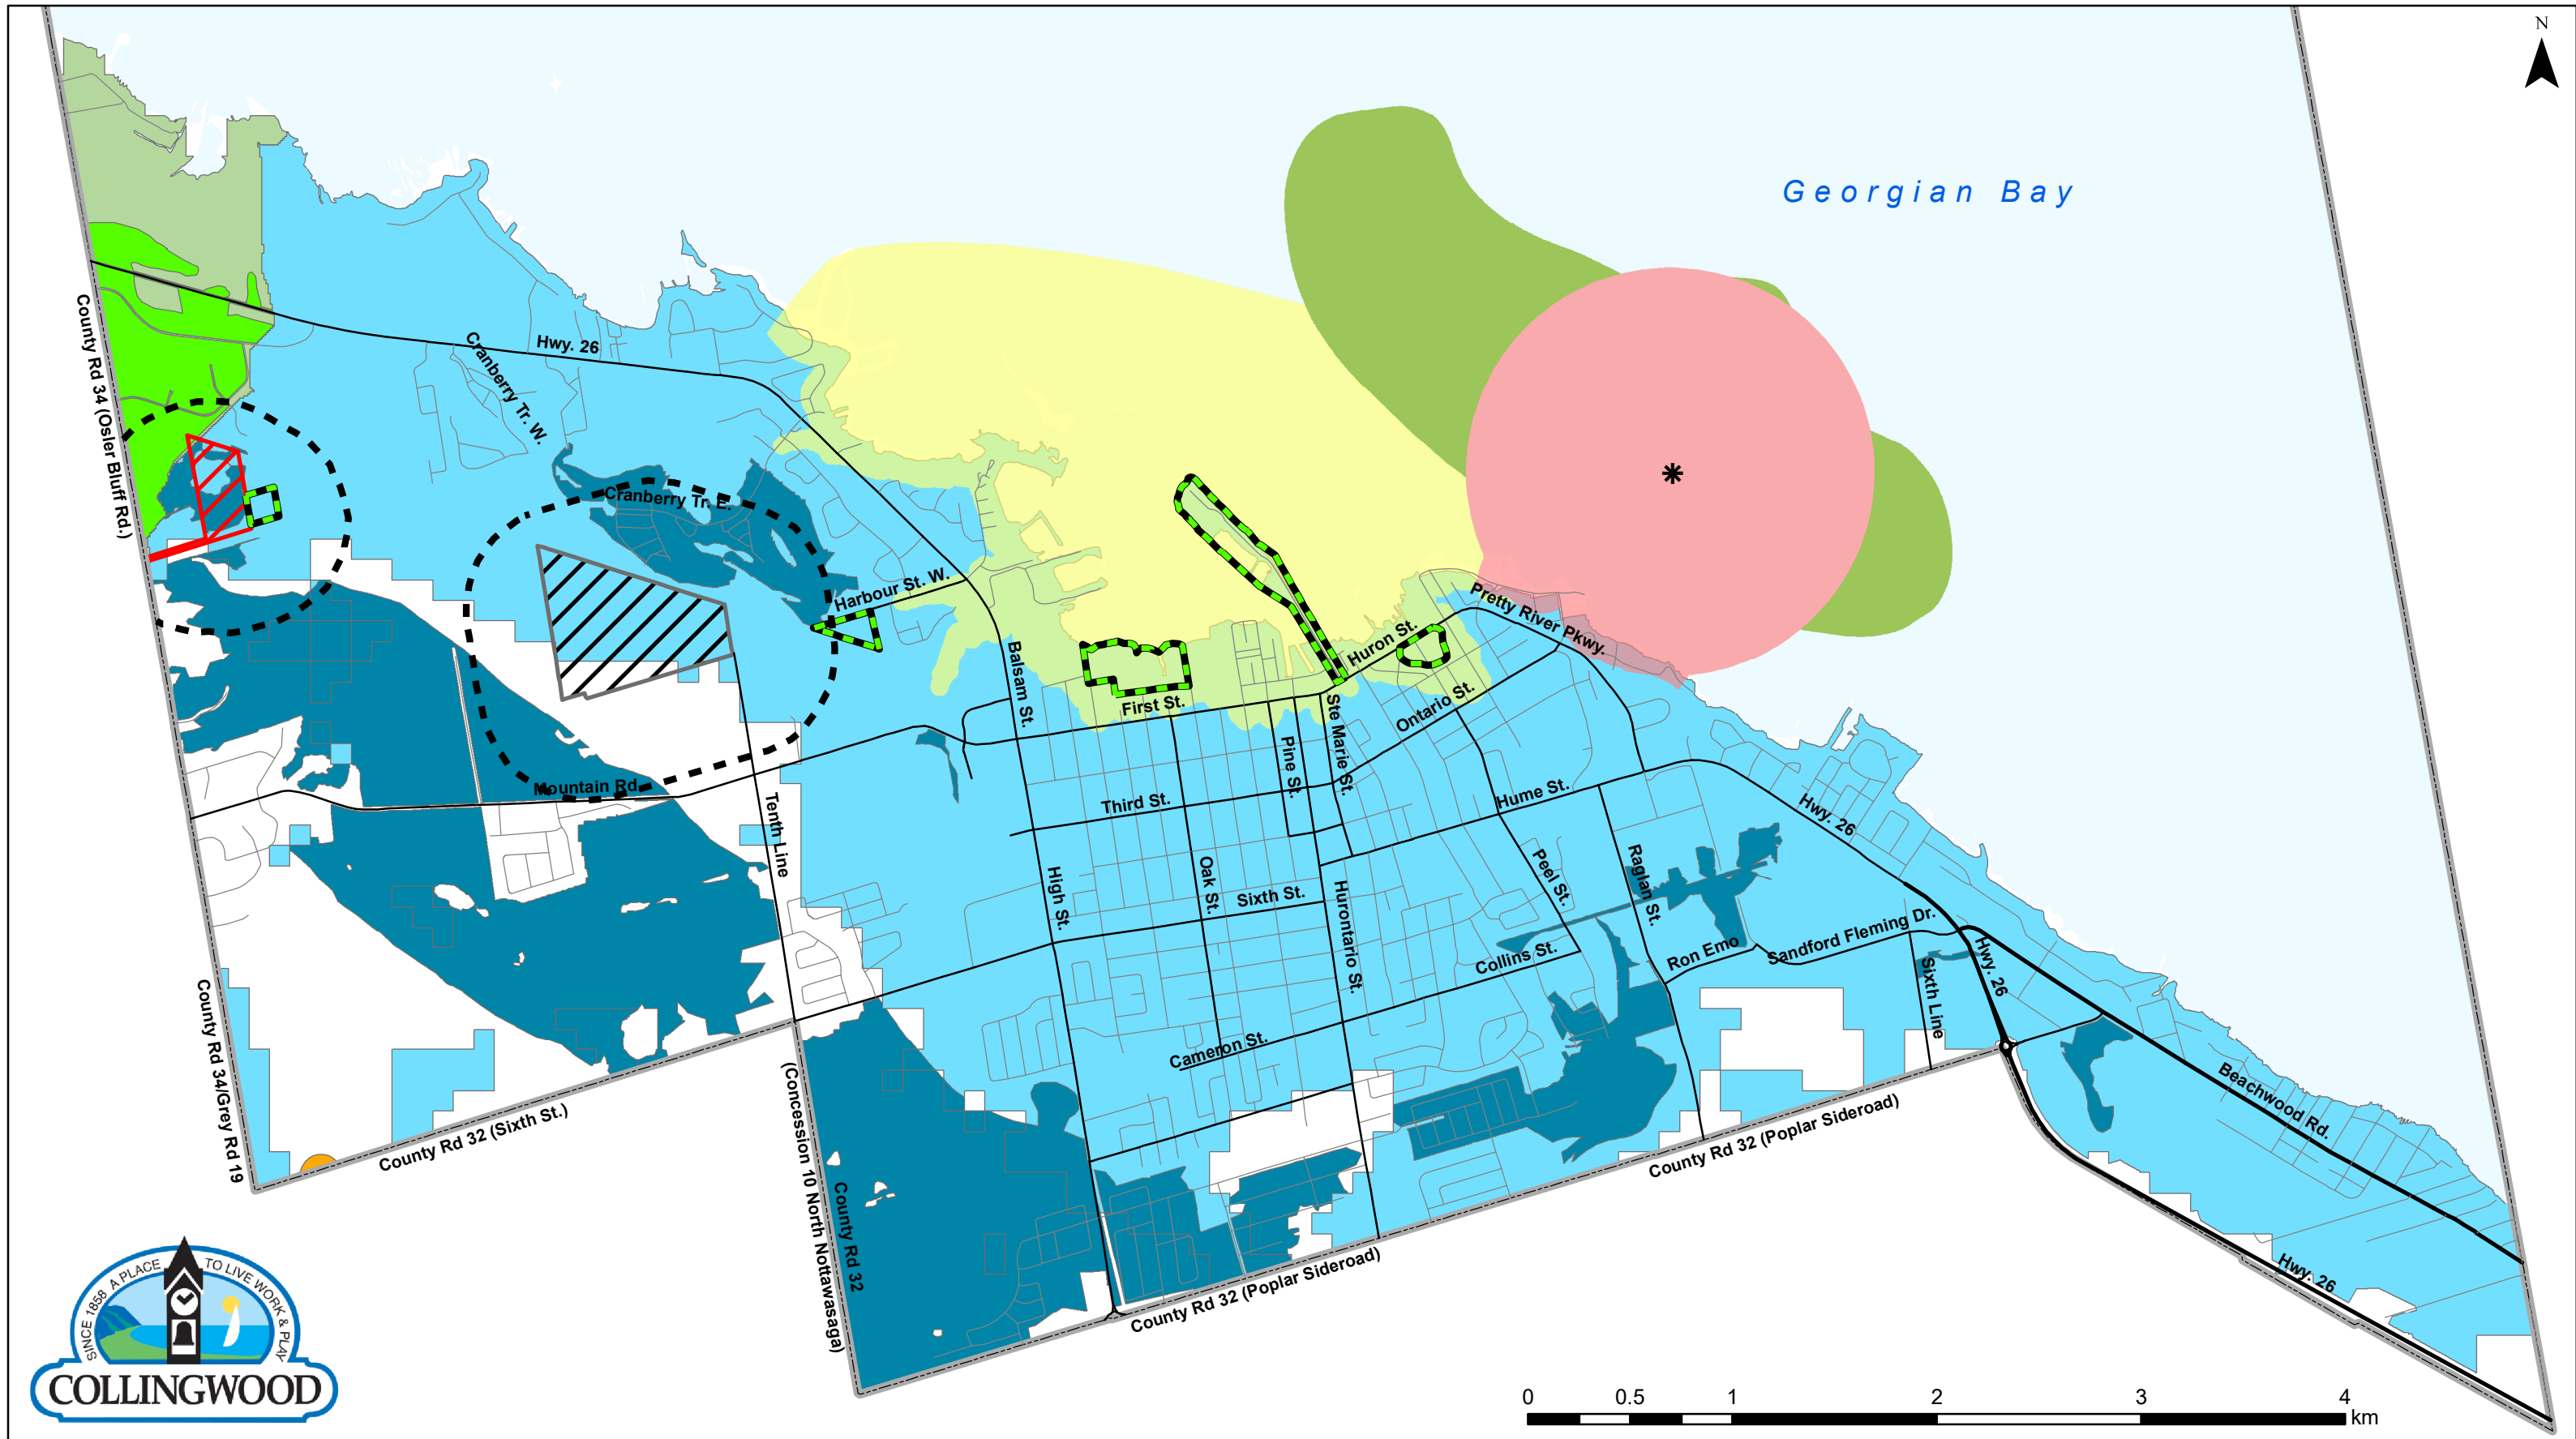 N
Georgian Bay
County Rd 34 (Osler Bluff Rd.)
Hwy. 26
Cranberry Tr. W.
Cranberry Tr. E.
Harbour St. W.
Balsam St.
First St.
Huron St.
Pretty River Pkwy.
Ontario St.
Ste Marie St.
Pine St.
Mountain Rd.
Tenth Line
Third St.
Hume St.
Hwy. 26
High St.
Oak St.
Sixth St.
Hurontario St.
Peel St.
Raglan St.
Collins St.
Ron Emo
Sandford Fleming Dr.
Sixth Line
Hwy. 26
Cameron St.
County Rd 34/Grey Rd 19
County Rd 32 (Sixth St.)
(Concession 10 North Nottawasaga)
County Rd 32
County Rd 32 (Poplar Sideroad)
County Rd 32 (Poplar Sideroad)
Beachwood Rd.
Hwy. 26
SINCE 1858 A PLACE TO LIVE WORK & PLAY
COLLINGWOOD
0 0.5 1 2 3 4
km